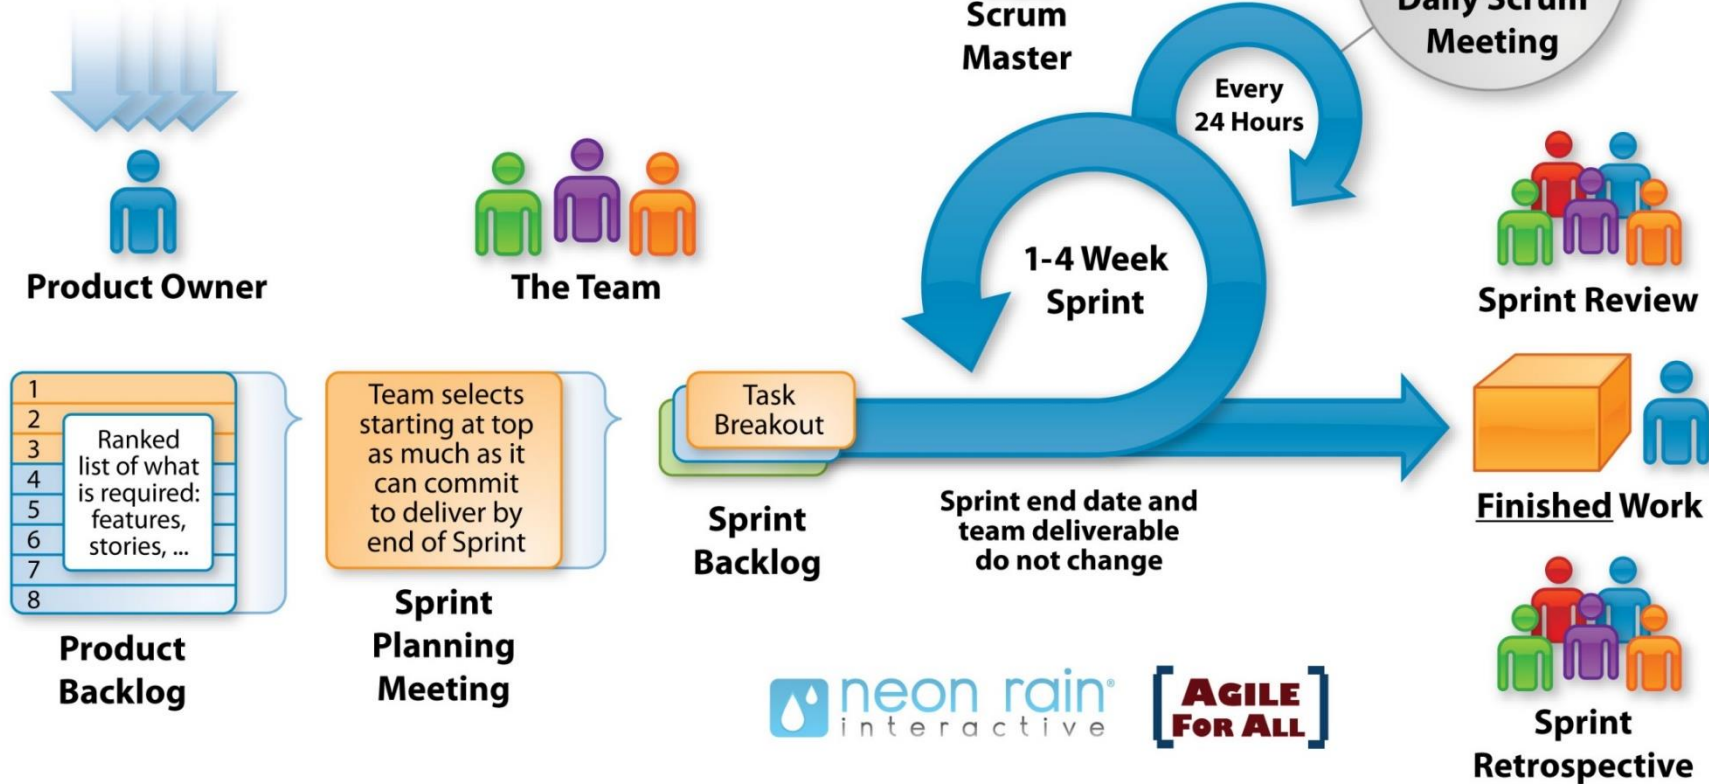 Scrum
Master
Daily Scrum
Meeting
Every
24 Hours
Product Owner
The Team
1-4 Week
Sprint
Sprint Review
1
2
3
4
5
6
7
8
Ranked
list of what
is required:
features,
stories, ...
Product
Backlog
Team selects
starting at top
as much as it
can commit
to deliver by
end of Sprint
Sprint
Planning
Meeting
Task
Breakout
Sprint
Backlog
Sprint end date and
team deliverable
do not change
Finished Work
neon rain®
interactive
AGILE
FOR ALL
Sprint
Retrospective